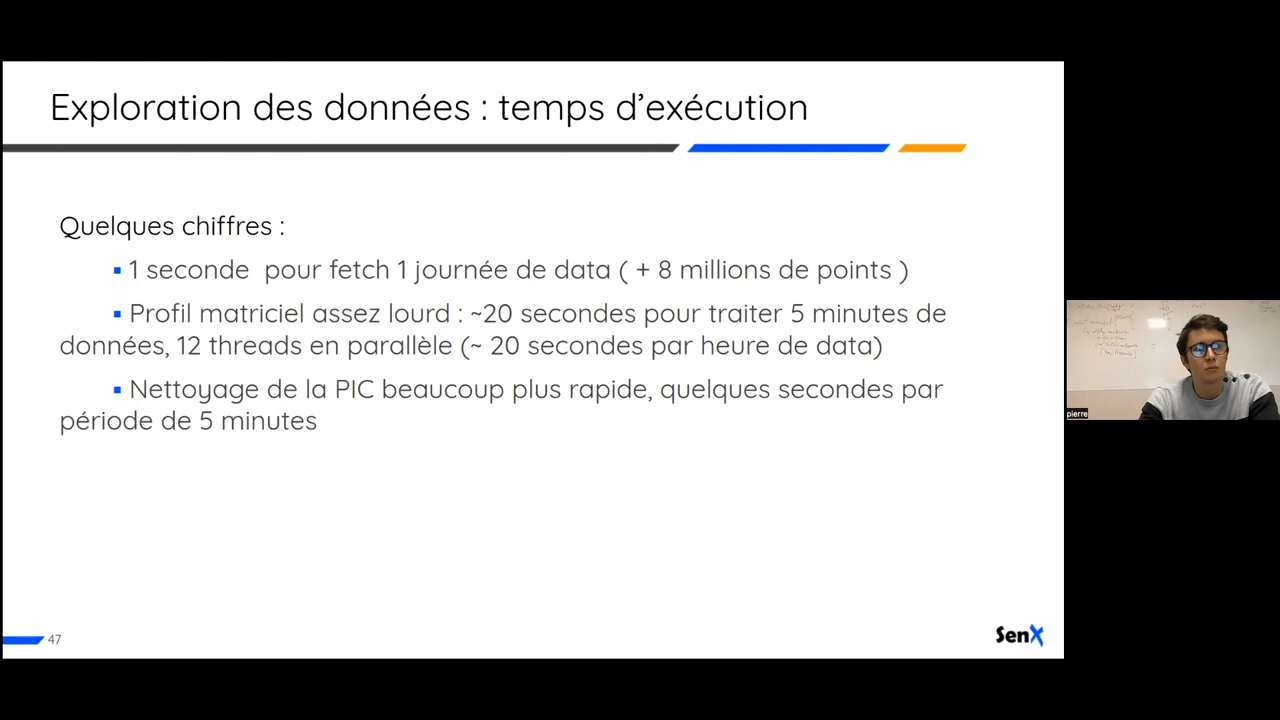 Exploration des données : temps d'exécution
Quelques chiffres :
▪ 1 seconde pour fetch 1 journée de data ( + 8 millions de points )
▪ Profil matriciel assez lourd : ~20 secondes pour traiter 5 minutes de
données, 12 threads en parallèle (~ 20 secondes par heure de data)
▪ Nettoyage de la PIC beaucoup plus rapide, quelques secondes par
période de 5 minutes
47
SenX
pierre